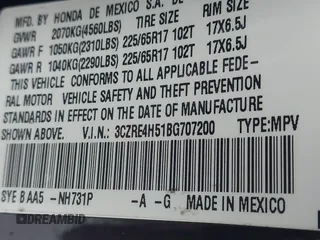 MFD. BY HONDA DE MEXICO S.A. DE
GVWR 2070KG(4560LBS) TIRE SIZE RIM SIZE
GAWR F 1050KG(2310LBS) 225/65R17 102T 17X6.5J
GAWR R 1040KG(2290LBS) 225/65R17 102T 17X6.5J
THIS VEHICLE CONFORMS TO ALL APPLICABLE FEDE-
RAL MOTOR VEHICLE SAFETY AND THEFT PREVENTION
STANDARDS IN EFFECT ON THE DATE OF MANUFACTURE
SHOWN ABOVE. V.I.N.: 3CZRE4H51BG707200 TYPE:MPV
SYE B AA5 -NH731P -A -G MADE IN MEXICO
DREAMBID